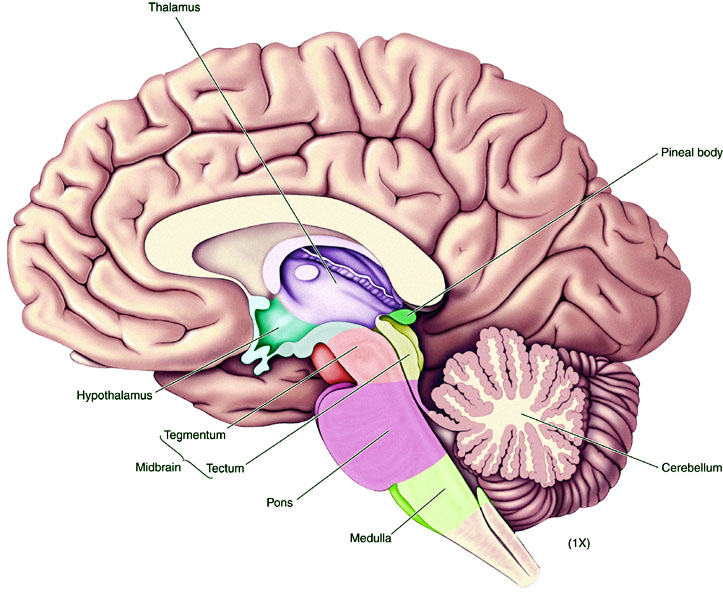 Thalamus
Pineal body
Hypothalamus
Tegmentum
Midbrain
Tectum
Cerebellum
Pons
Medulla
(1X)